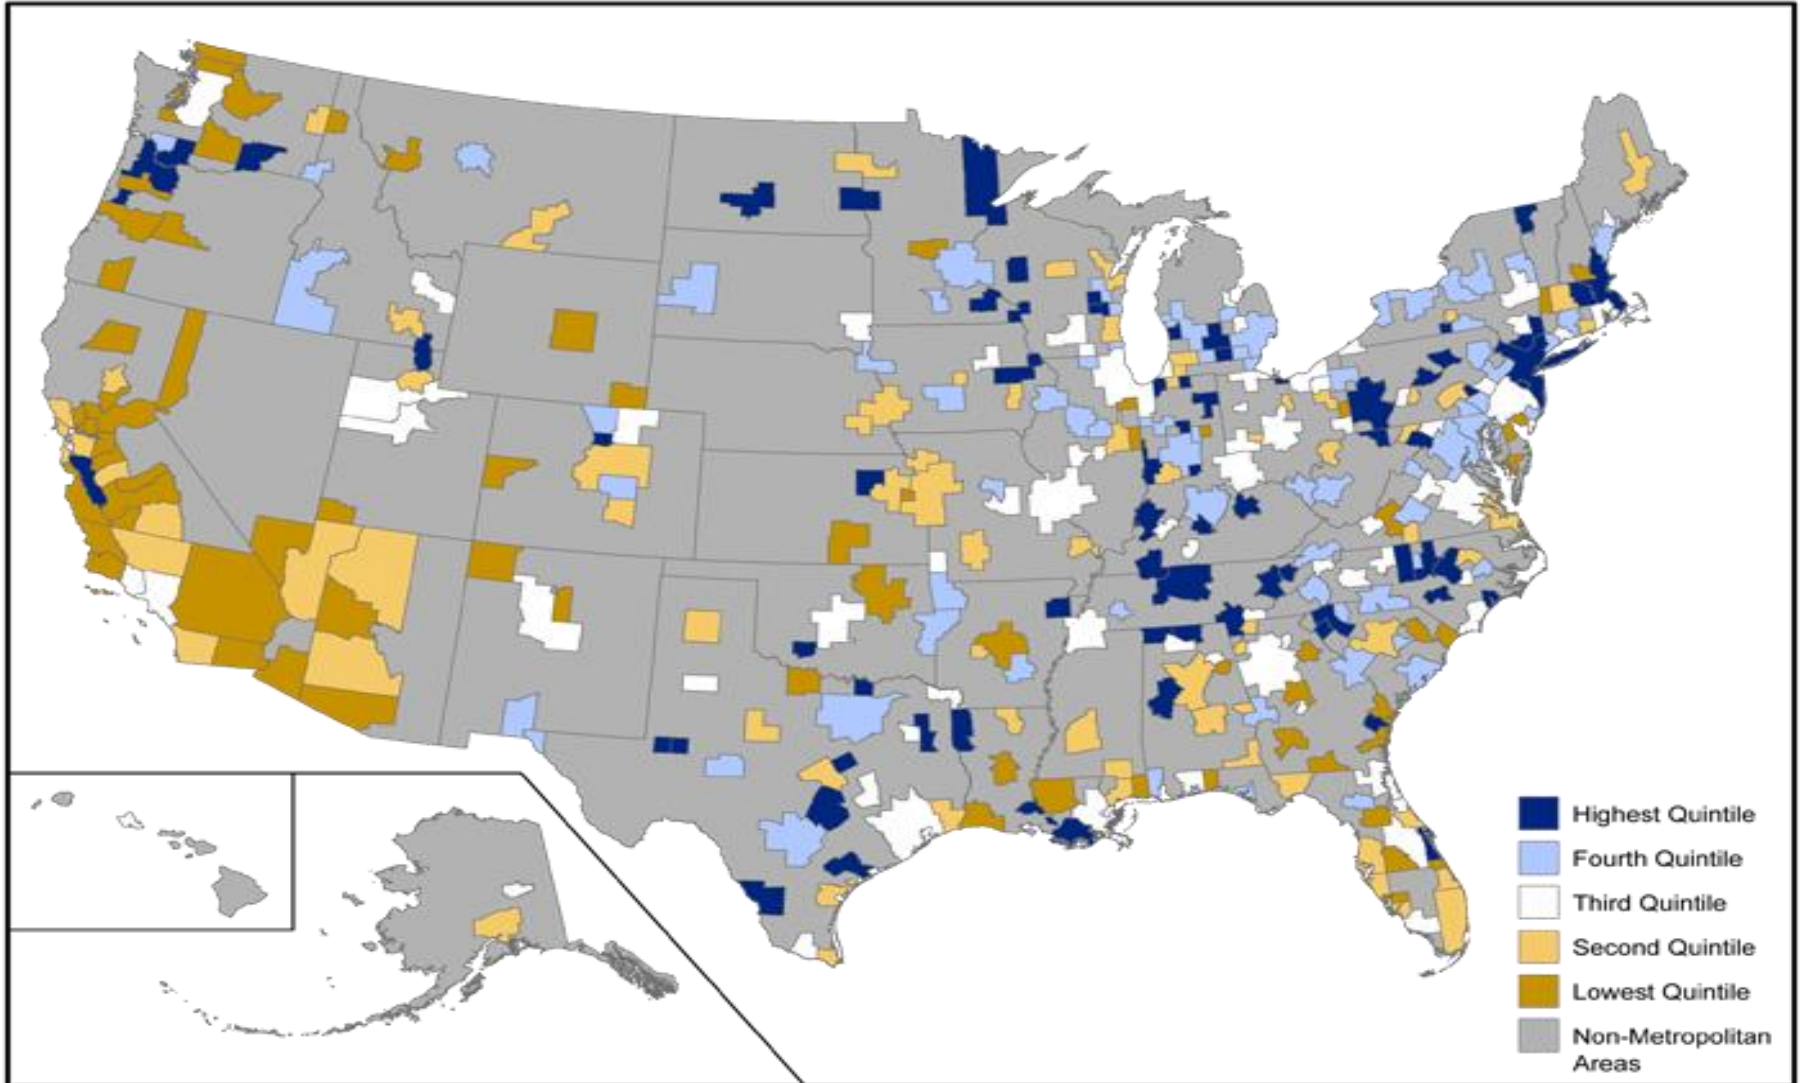 Highest Quintile
Fourth Quintile
Third Quintile
Second Quintile
Lowest Quintile
Non-Metropolitan
Areas